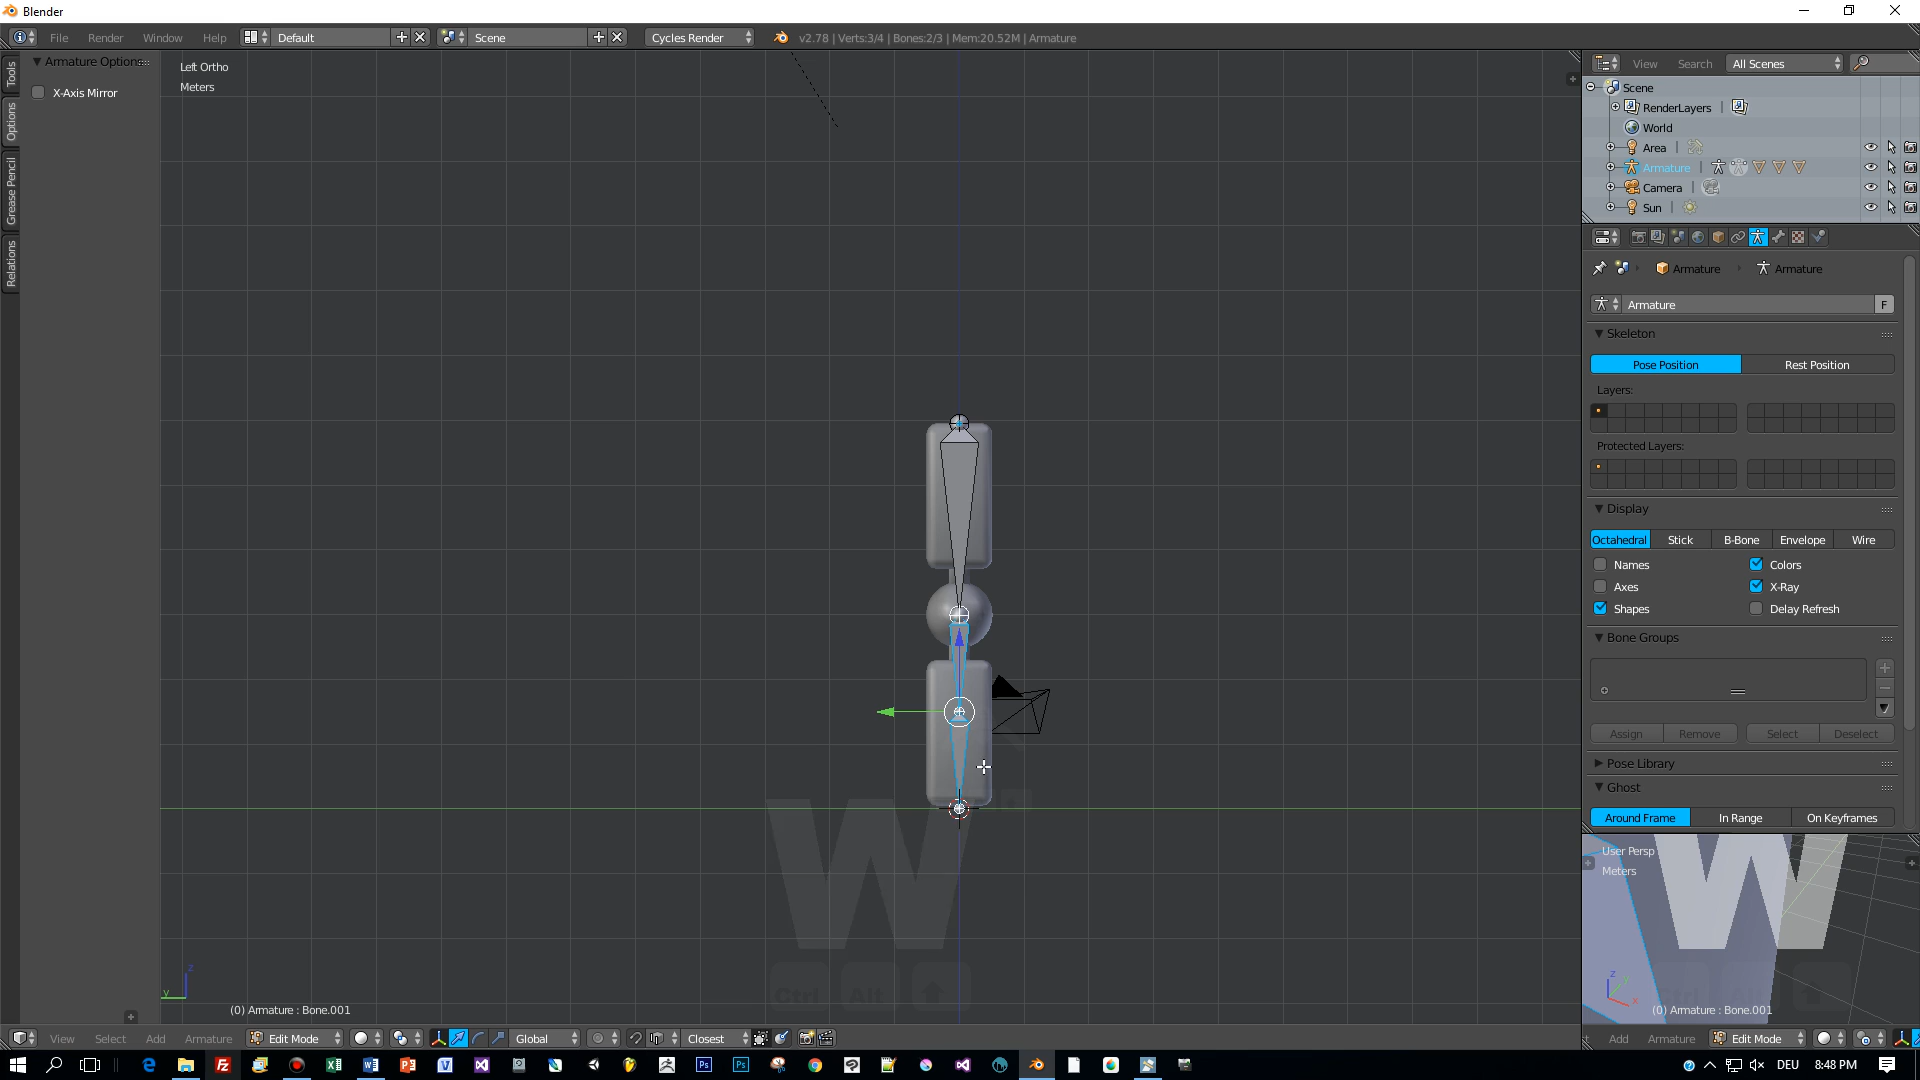 Blender
File Render Window Help Default Scene Cycles Render v2.78 | Verts:3/4 | Bones:2/3 | Mem:20.52M | Armature
Armature Options
X-Axis Mirror
Tools
Options
Grease Pencil
Relations
Left Ortho
Meters
View Search All Scenes
Scene
RenderLayers |
World
Area |
Armature |
Camera |
Sun |
Armature Armature
Armature F
Skeleton
Pose Position Rest Position
Layers:
Protected Layers:
Display
Octahedral Stick B-Bone Envelope Wire
Names Colors
Axes X-Ray
Shapes Delay Refresh
Bone Groups
Assign Remove Select Deselect
Pose Library
Ghost
Around Frame In Range On Keyframes
W
Ctrl Alt
z
y
(0) Armature : Bone.001
User Persp
Meters
W
z
y
x
Ctrl
(0) Armature : Bone.001
View Select Add Armature Edit Mode Global Closest
Add Armature Edit Mode
DEU 8:48 PM